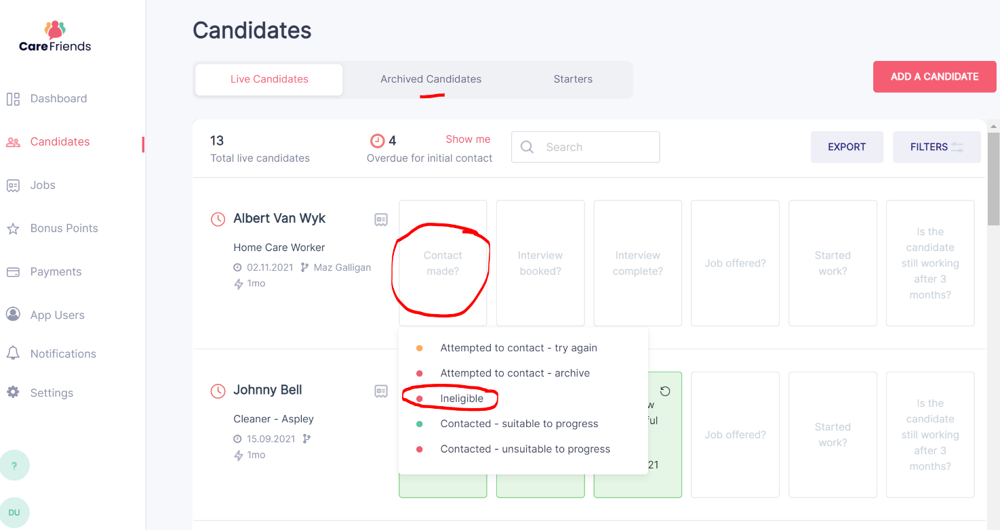 Care Friends
Dashboard
Candidates
Jobs
Bonus Points
Payments
App Users
Notifications
Settings
?
DU
Candidates
Live Candidates
Archived Candidates
Starters
ADD A CANDIDATE
13
Total live candidates
4
Show me
Overdue for initial contact
Search
EXPORT
FILTERS
Albert Van Wyk
Home Care Worker
02.11.2021 Maz Galligan
1mo
Contact
made?
Interview
booked?
Interview
complete?
Job offered?
Started
work?
Is the
candidate
still working
after 3
months?
Attempted to contact - try again
Attempted to contact - archive
Ineligible
Contacted - suitable to progress
Contacted - unsuitable to progress
Johnny Bell
Cleaner - Aspley
15.09.2021
1mo
w
ful
21
Job offered?
Started
work?
Is the
candidate
still working
after 3
months?